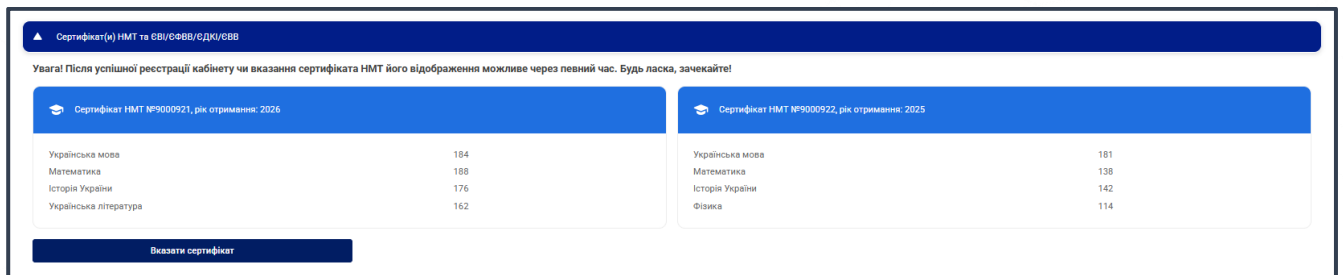 Сертифікат(и) НМТ та ЄВІ/ЄФВВ/ЄДКІ/ЄВВ
Увага! Після успішної реєстрації кабінету чи вказання сертифіката НМТ його відображення можливе через певний час. Будь ласка, зачекайте!
Сертифікат НМТ №9000921, рік отримання: 2026
Українська мова 184
Математика 188
Історія України 176
Українська література 162
Сертифікат НМТ №9000922, рік отримання: 2025
Українська мова 181
Математика 138
Історія України 142
Фізика 114
Вказати сертифікат